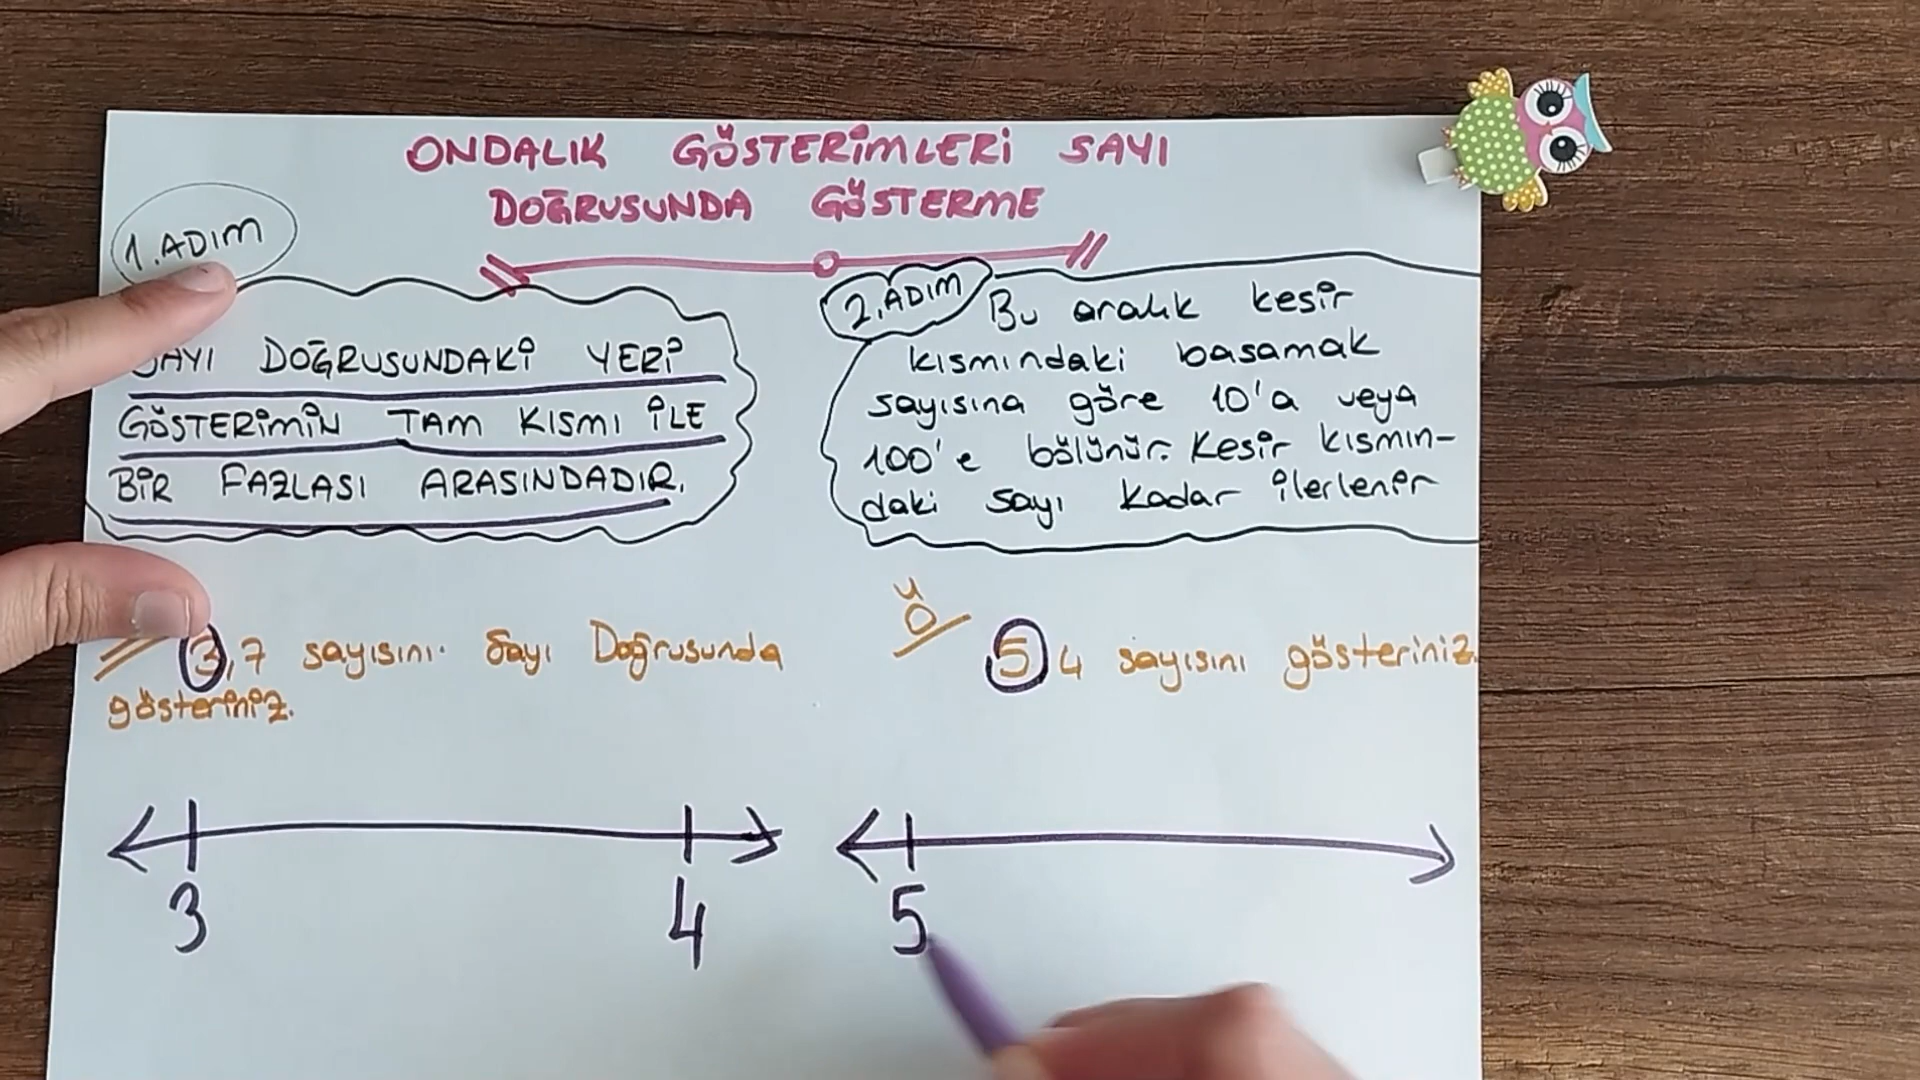 ONDALIK GÖSTERİMLERİ SAYI
DOĞRUSUNDA GÖSTERME
1. ADIM
SAYI DOĞRUSUNDAKİ YERİ
GÖSTERİMİN TAM KISMI İLE
BİR FAZLASI ARASINDADIR.
2. ADIM
Bu aralık kesir
kısmındaki basamak
sayısına göre 10'a veya
100'e bölünür. Kesir kısmın-
daki sayı kadar ilerlenir
3,7 sayısını Sayı Doğrusunda
gösteriniz.
Ö
5 4 sayısını gösteriniz.
3 4
5